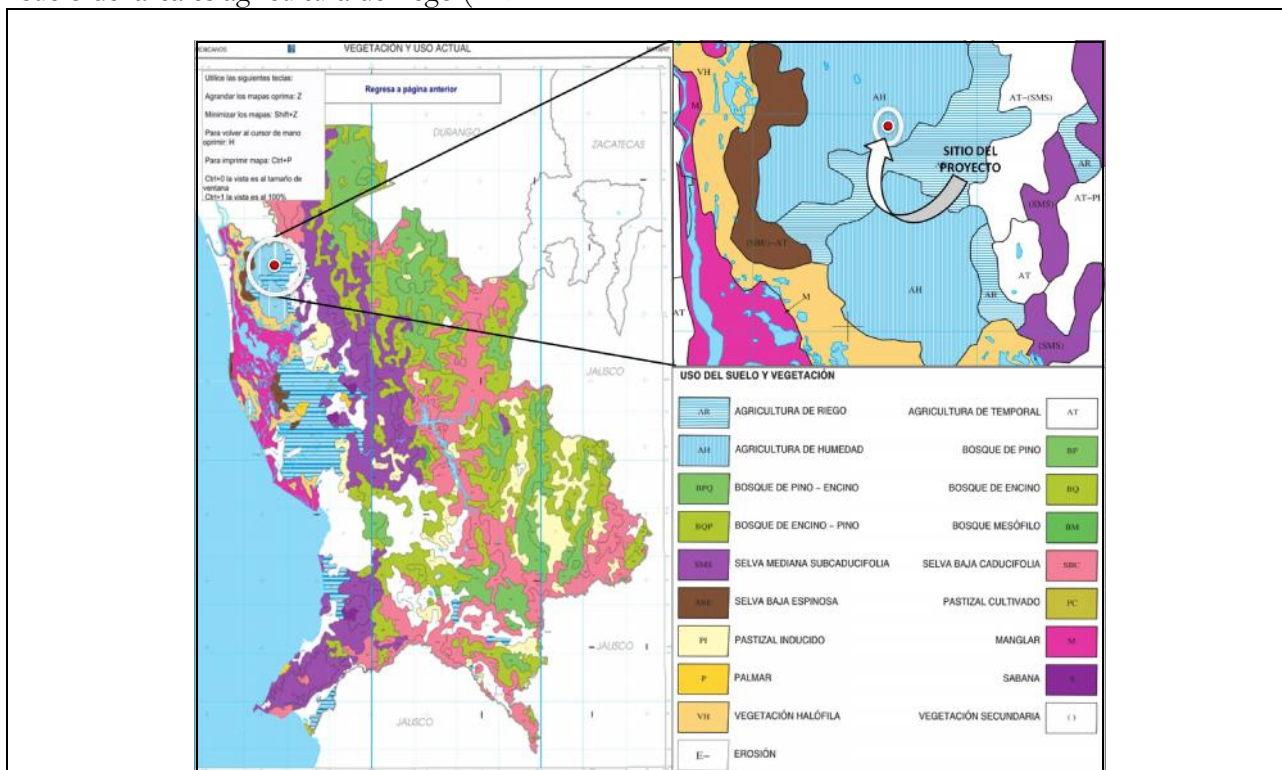 VEGETACIÓN Y USO ACTUAL
Utilice las siguientes teclas:
Agrandar los mapas oprima: Z
Minimizar los mapas: Shift+Z
Para volver al cursor de mano
oprimir: H
Para imprimir mapa: Ctrl+P
Ctrl+0 la vista es al tamaño de
ventana
Ctrl+1 la vista es al 100%
Regresa a página anterior
DURANGO
ZACATECAS
JALISCO
JALISCO
JALISCO
VH
M
AH
AT-(SMS)
SITIO DEL
PROYECTO
AR
(SMS)
AT-PI
(SBE)-AT
AT
AH
AR
M
AT
(SMS)
USO DEL SUELO Y VEGETACIÓN
AR AGRICULTURA DE RIEGO
AGRICULTURA DE TEMPORAL AT
AH AGRICULTURA DE HUMEDAD
BOSQUE DE PINO BP
BPQ BOSQUE DE PINO - ENCINO
BOSQUE DE ENCINO BQ
BQP BOSQUE DE ENCINO - PINO
BOSQUE MESÓFILO BM
SMS SELVA MEDIANA SUBCADUCIFOLIA
SELVA BAJA CADUCIFOLIA SBC
SBE SELVA BAJA ESPINOSA
PASTIZAL CULTIVADO PC
PI PASTIZAL INDUCIDO
MANGLAR M
P PALMAR
SABANA
VH VEGETACIÓN HALÓFILA
VEGETACIÓN SECUNDARIA ( )
E- EROSIÓN